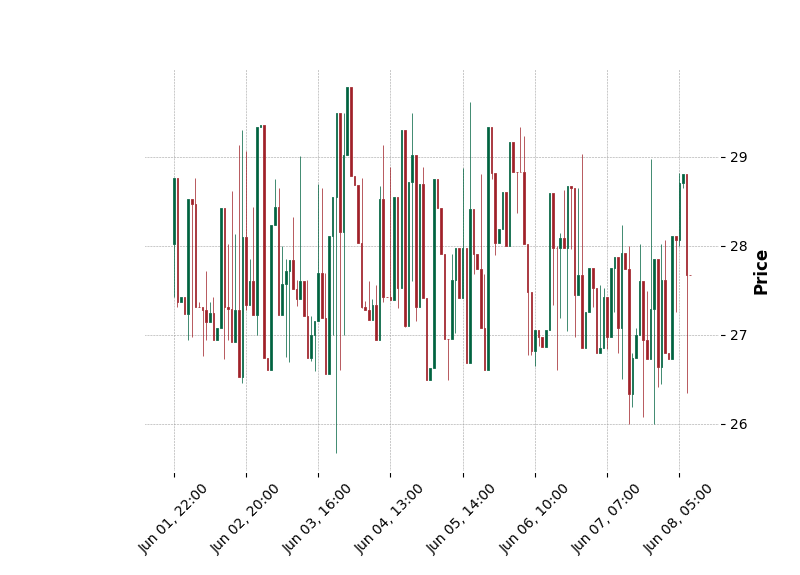 29
28
27
26
Price
Jun 01, 22:00
Jun 02, 20:00
Jun 03, 16:00
Jun 04, 13:00
Jun 05, 14:00
Jun 06, 10:00
Jun 07, 07:00
Jun 08, 05:00